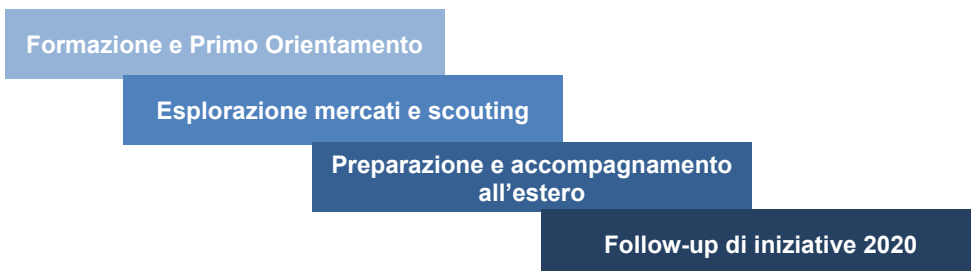 Formazione e Primo Orientamento
Esplorazione mercati e scouting
Preparazione e accompagnamento
all’estero
Follow-up di iniziative 2020